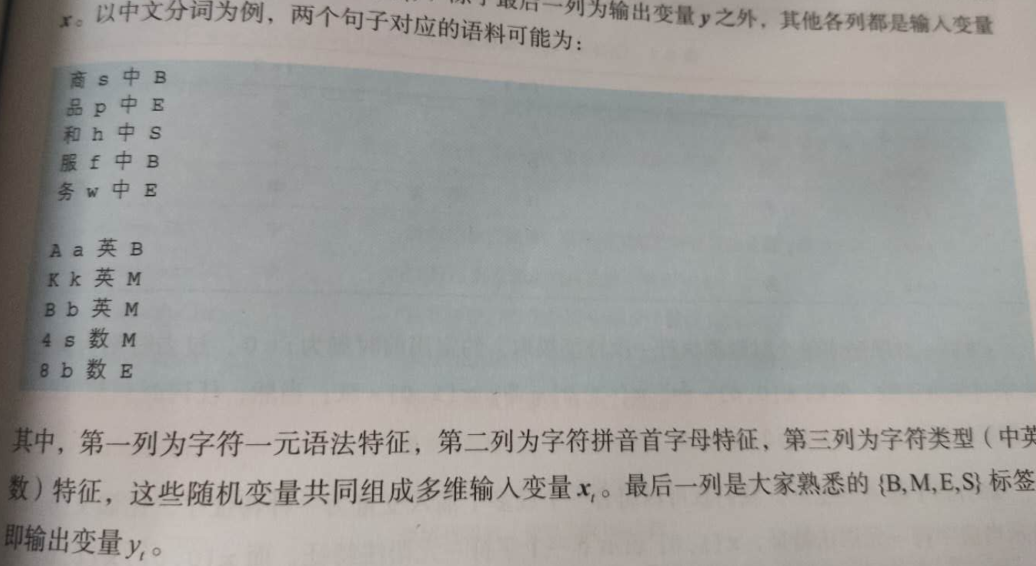 最后一列为输出变量y之外，其他各列都是输入变量
x。以中文分词为例，两个句子对应的语料可能为：
商 s 中 B
品 p 中 E
和 h 中 S
服 f 中 B
务 w 中 E
A a 英 B
K k 英 M
B b 英 M
4 s 数 M
8 b 数 E
其中，第一列为字符一元语法特征，第二列为字符拼音首字母特征，第三列为字符类型（中英
数）特征，这些随机变量共同组成多维输入变量xt。最后一列是大家熟悉的{B,M,E,S}标签
即输出变量yt。